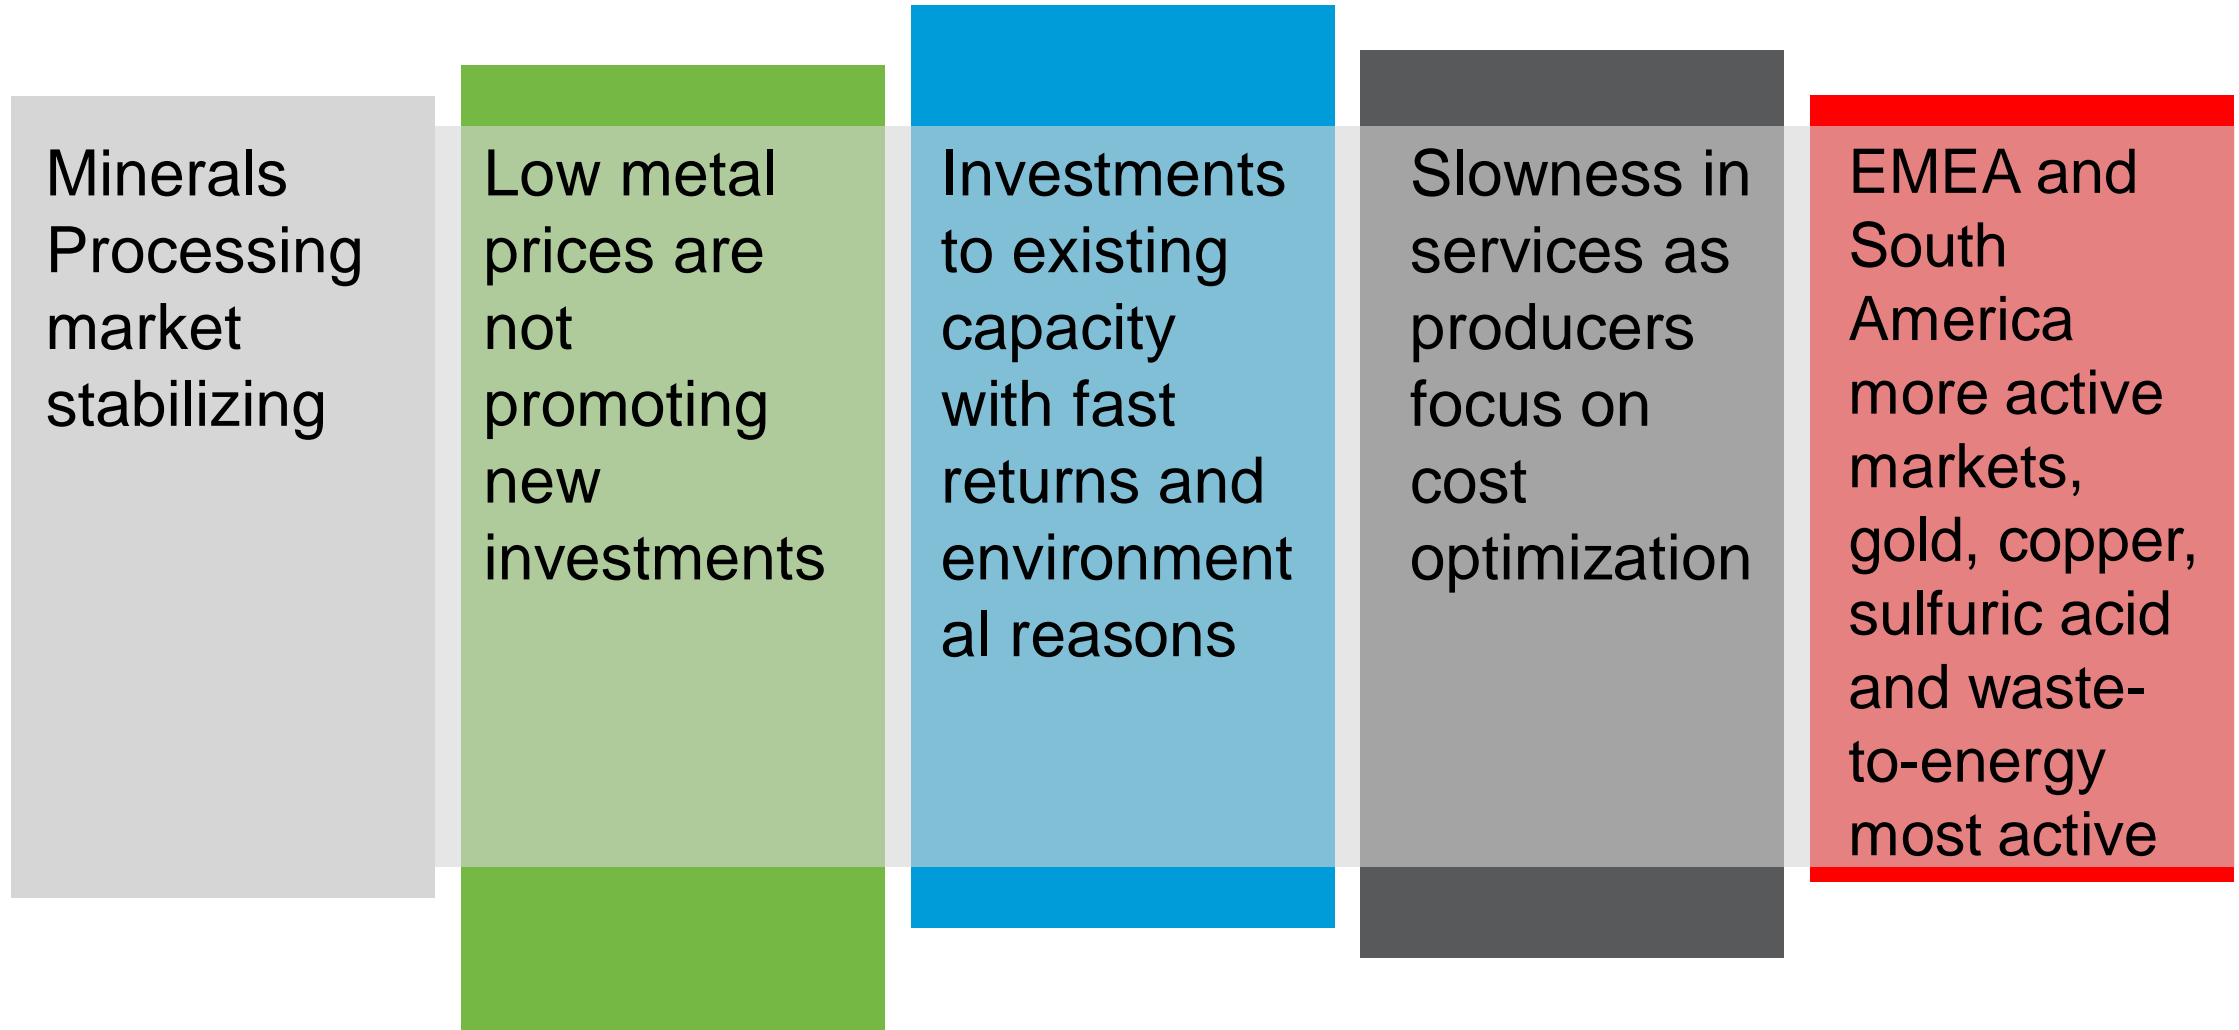 Minerals
Processing
market
stabilizing
Low metal
prices are
not
promoting
new
investments
Investments
to existing
capacity
with fast
returns and
environment
al reasons
Slowness in
services as
producers
focus on
cost
optimization
EMEA and
South
America
more active
markets,
gold, copper,
sulfuric acid
and waste-
to-energy
most active